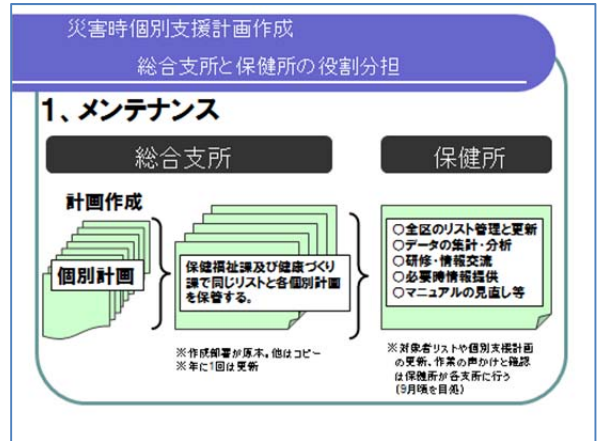 災害時個別支援計画作成
総合支所と保健所の役割分担
1、メンテナンス
総合支所
保健所
計画作成
個別計画
保健福祉課及び健康づくり
課で同じリストと各個別計画
を保管する。
※作成部署が原本。他はコピー
※年に1回は更新
○全区のリスト管理と更新
○データの集計・分析
○研修・情報交流
○必要時情報提供
○マニュアルの見直し等
※対象者リストや個別支援計画
の更新、作業の声かけと確認
は保健所が各支所に行う
(9月頃を目処)